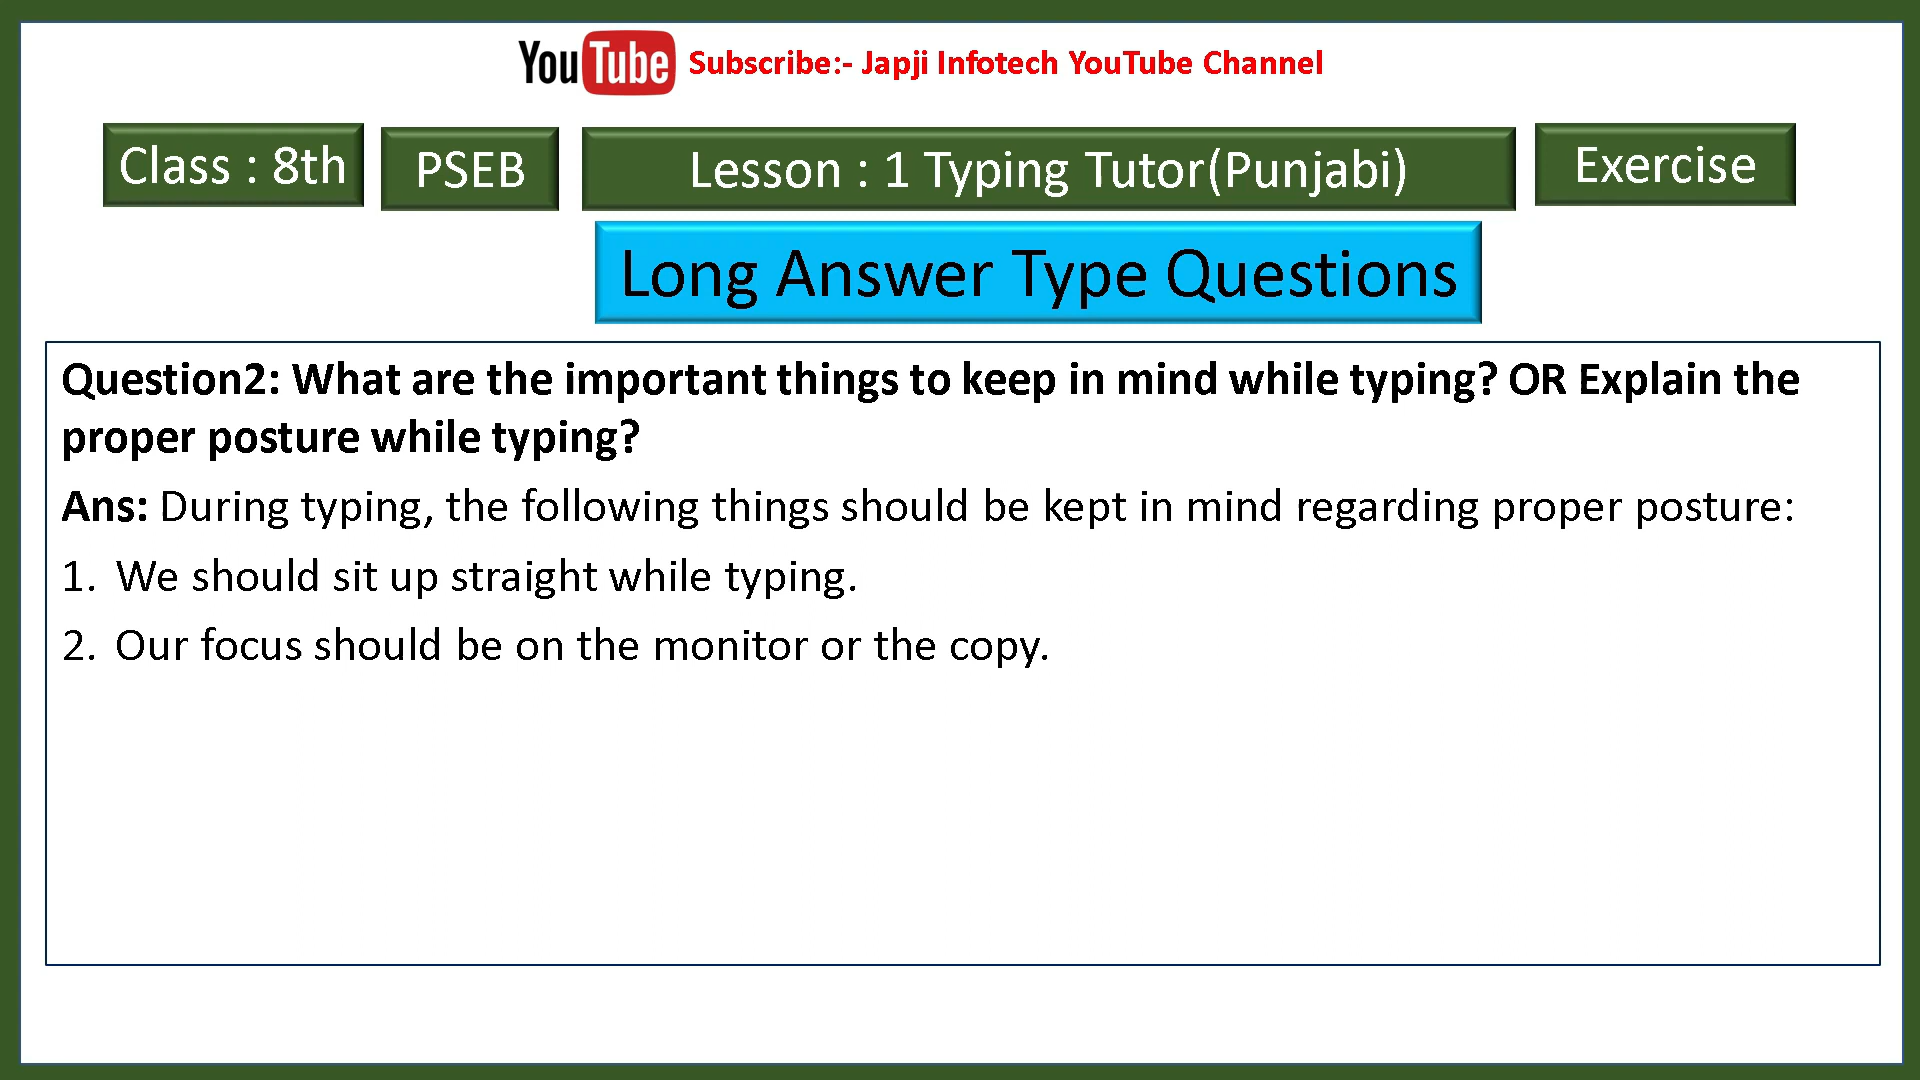 YouTube Subscribe:- Japji Infotech YouTube Channel
Class : 8th PSEB Lesson : 1 Typing Tutor(Punjabi) Exercise
Long Answer Type Questions
Question2: What are the important things to keep in mind while typing? OR Explain the
proper posture while typing?
Ans: During typing, the following things should be kept in mind regarding proper posture:
1. We should sit up straight while typing.
2. Our focus should be on the monitor or the copy.